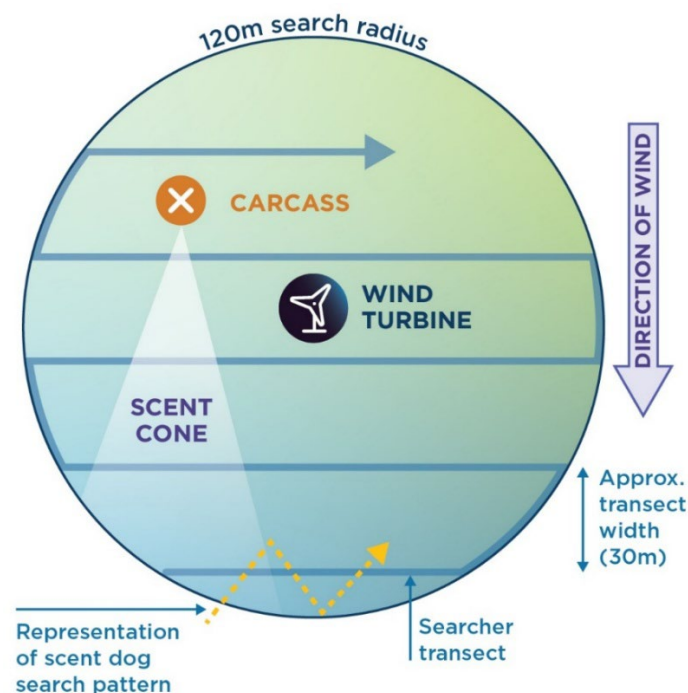 120m search radius
CARCASS
DIRECTION OF WIND
WIND
TURBINE
SCENT
CONE
Approx.
transect
width
(30m)
Representation
of scent dog
search pattern
Searcher
transect